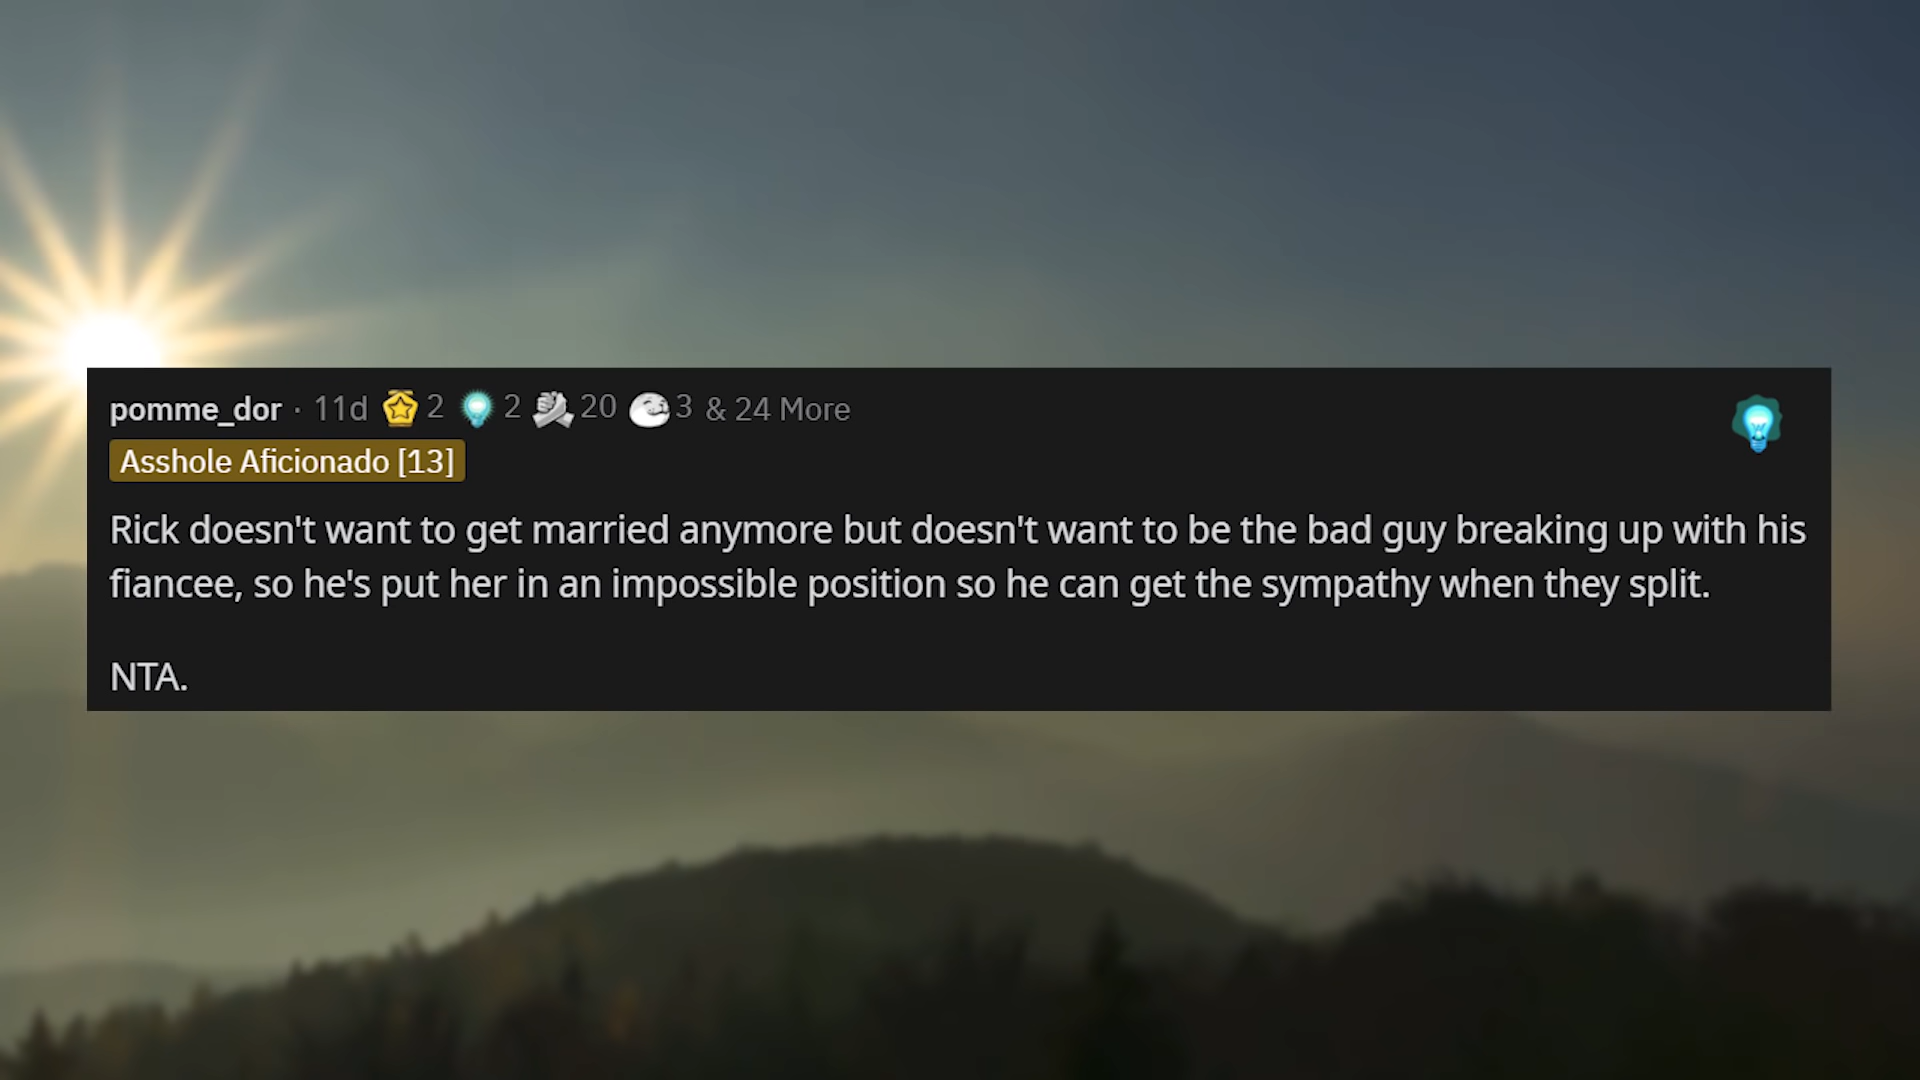 pomme_dor · 11d 2 2 20 3 & 24 More
Asshole Aficionado [13]
Rick doesn't want to get married anymore but doesn't want to be the bad guy breaking up with his
fiancee, so he's put her in an impossible position so he can get the sympathy when they split.
NTA.